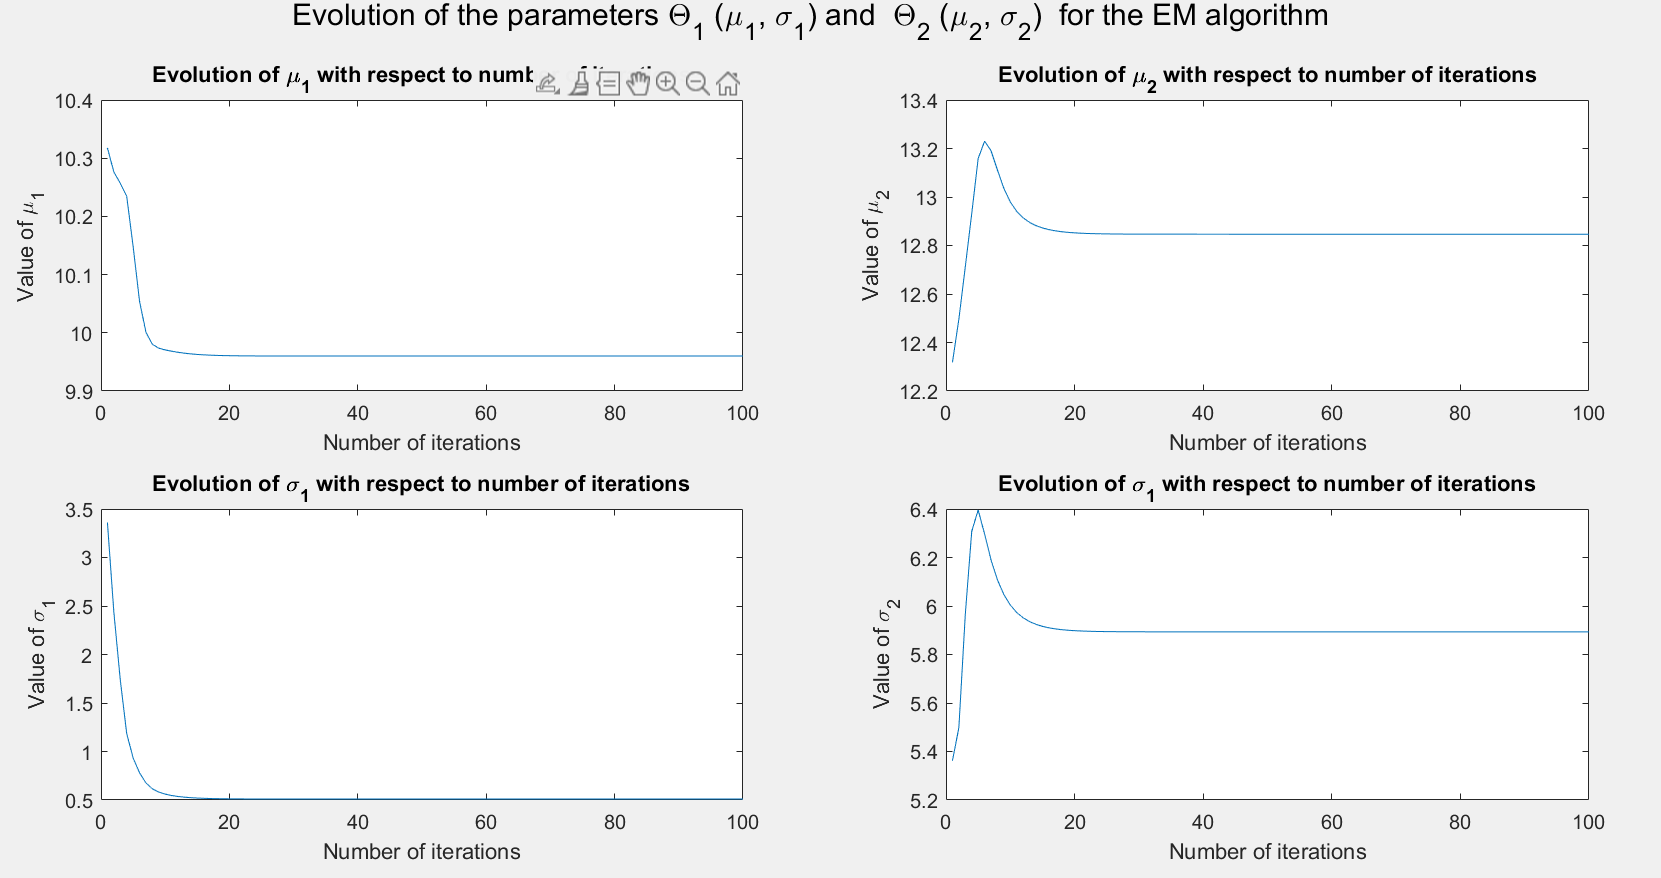 Evolution of the parameters Θ₁ (μ₁, σ₁) and Θ₂ (μ₂, σ₂) for the EM algorithm
Evolution of μ₁ with respect to
10.4
10.3
10.2
10.1
10
9.9
0 20 40 60 80 100
Value of μ₁
Number of iterations
Evolution of μ₂ with respect to number of iterations
13.4
13.2
13
12.8
12.6
12.4
12.2
0 20 40 60 80 100
Value of μ₂
Number of iterations
Evolution of σ₁ with respect to number of iterations
3.5
3
2.5
2
1.5
1
0.5
0 20 40 60 80 100
Value of σ₁
Number of iterations
Evolution of σ₁ with respect to number of iterations
6.4
6.2
6
5.8
5.6
5.4
5.2
0 20 40 60 80 100
Value of σ₂
Number of iterations